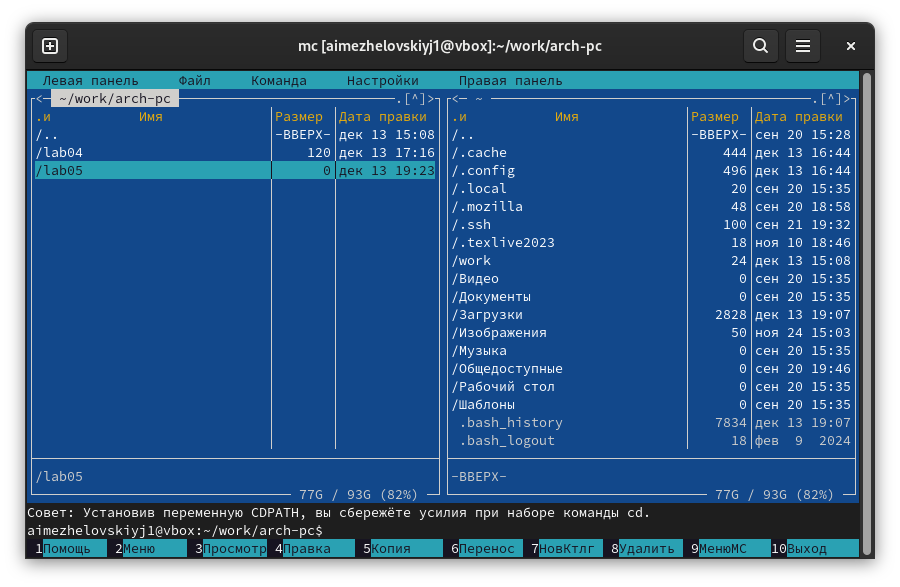 mc [aimezhelovskiyj1@vbox]:~/work/arch-pc
Левая панель Файл Команда Настройки Правая панель
<— ~/work/arch-pc .[^]>
.и Имя Размер Дата правки
/.. -ВВЕРХ- дек 13 15:08
/lab04 120 дек 13 17:16
/lab05 0 дек 13 19:23
/lab05
77G / 93G (82%)
<— ~ .[^]>
.и Имя Размер Дата правки
/.. -ВВЕРХ- сен 20 15:28
/.cache 444 дек 13 16:44
/.config 496 дек 13 16:44
/.local 20 сен 20 15:35
/.mozilla 48 сен 20 18:58
/.ssh 100 сен 21 19:32
/.texlive2023 18 ноя 10 18:46
/work 24 дек 13 15:08
/Видео 0 сен 20 15:35
/Документы 0 сен 20 15:35
/Загрузки 2828 дек 13 19:07
/Изображения 50 ноя 24 15:03
/Музыка 0 сен 20 15:35
/Общедоступные 0 сен 20 19:46
/Рабочий стол 0 сен 20 15:35
/Шаблоны 0 сен 20 15:35
.bash_history 7834 дек 13 19:07
.bash_logout 18 фев 9 2024
-ВВЕРХ-
77G / 93G (82%)
Совет: Установив переменную CDPATH, вы сбережёте усилия при наборе команды cd.
aimezhelovskiyj1@vbox:~/work/arch-pc$
1Помощь 2Меню 3Просмотр 4Правка 5Копия 6Перенос 7НовКтлг 8Удалить 9МенюМС 10Выход